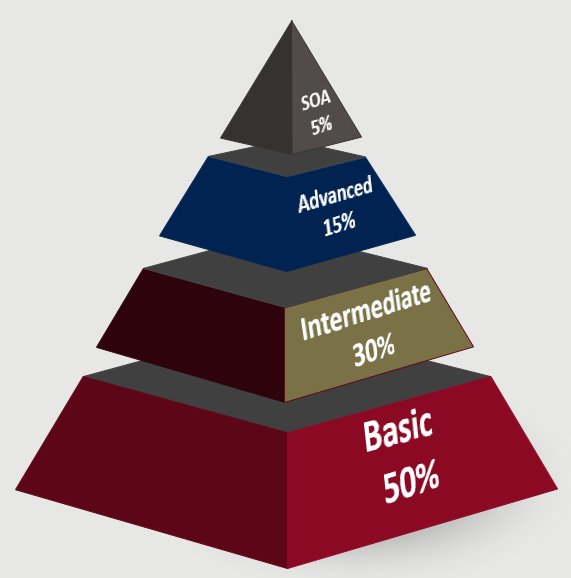 SOA
5%
Advanced
15%
Intermediate
30%
Basic
50%